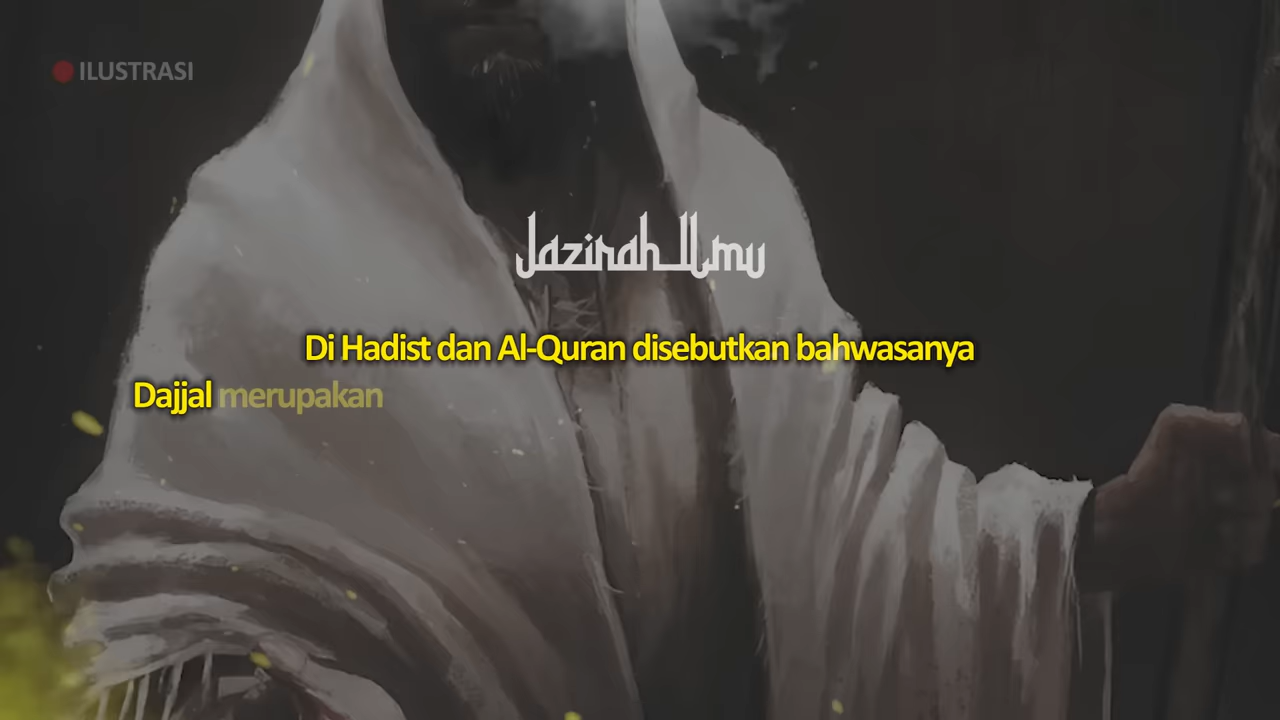 ILUSTRASI
Jazirah Ilmu
Di Hadist dan Al-Quran disebutkan bahwasanya
Dajjal merupakan